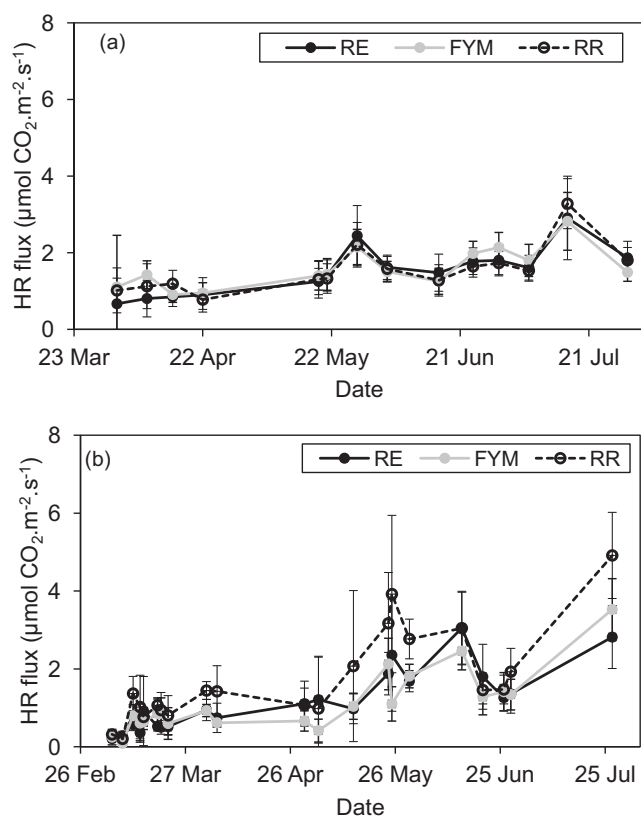 (a)
RE FYM RR
HR flux (µmol CO₂.m⁻².s⁻¹)
8
6
4
2
0
23 Mar 22 Apr 22 May 21 Jun 21 Jul
Date
(b)
RE FYM RR
HR flux (µmol CO₂.m⁻².s⁻¹)
8
6
4
2
0
26 Feb 27 Mar 26 Apr 26 May 25 Jun 25 Jul
Date